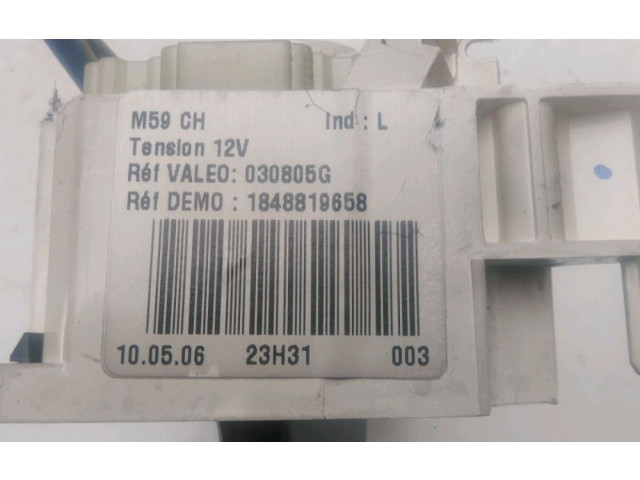 M59 CH Ind : L
Tension 12V
Réf VALEO: 030805G
Réf DEMO : 1848819658
10.05.06 23H31 003